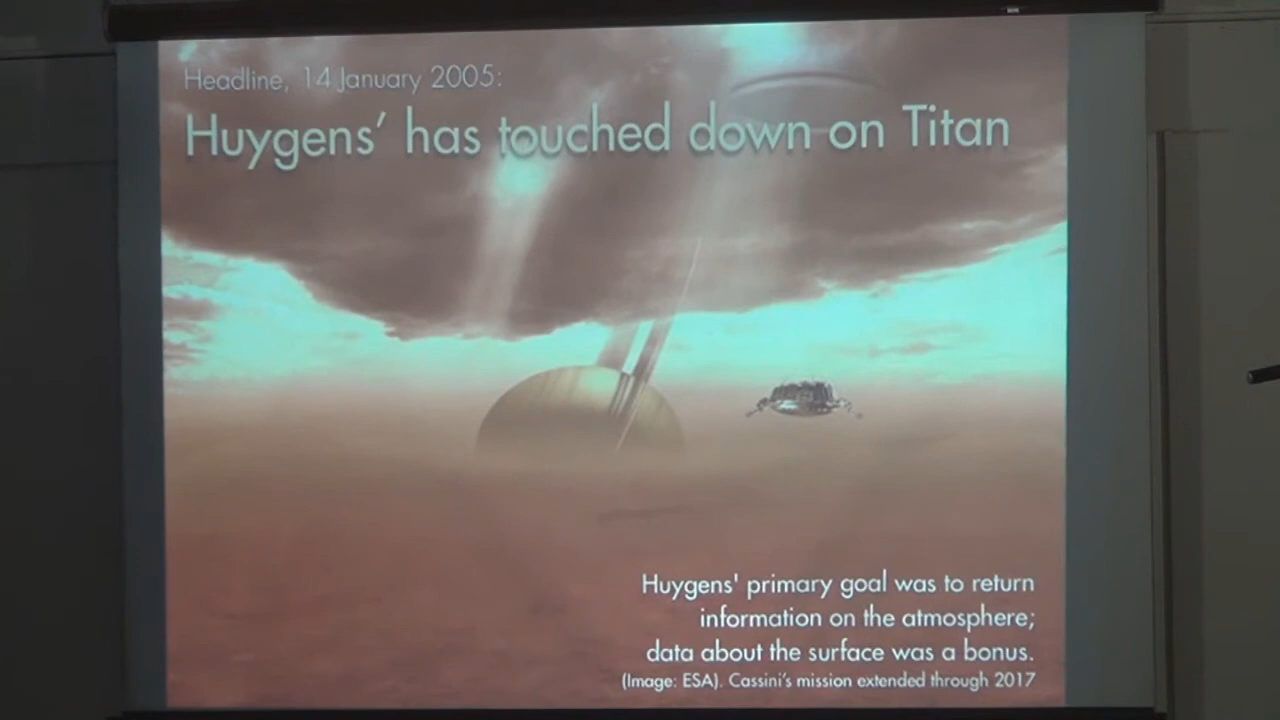 Headline, 14 January 2005:
Huygens’ has touched down on Titan
Huygens' primary goal was to return
information on the atmosphere;
data about the surface was a bonus.
(Image: ESA). Cassini’s mission extended through 2017